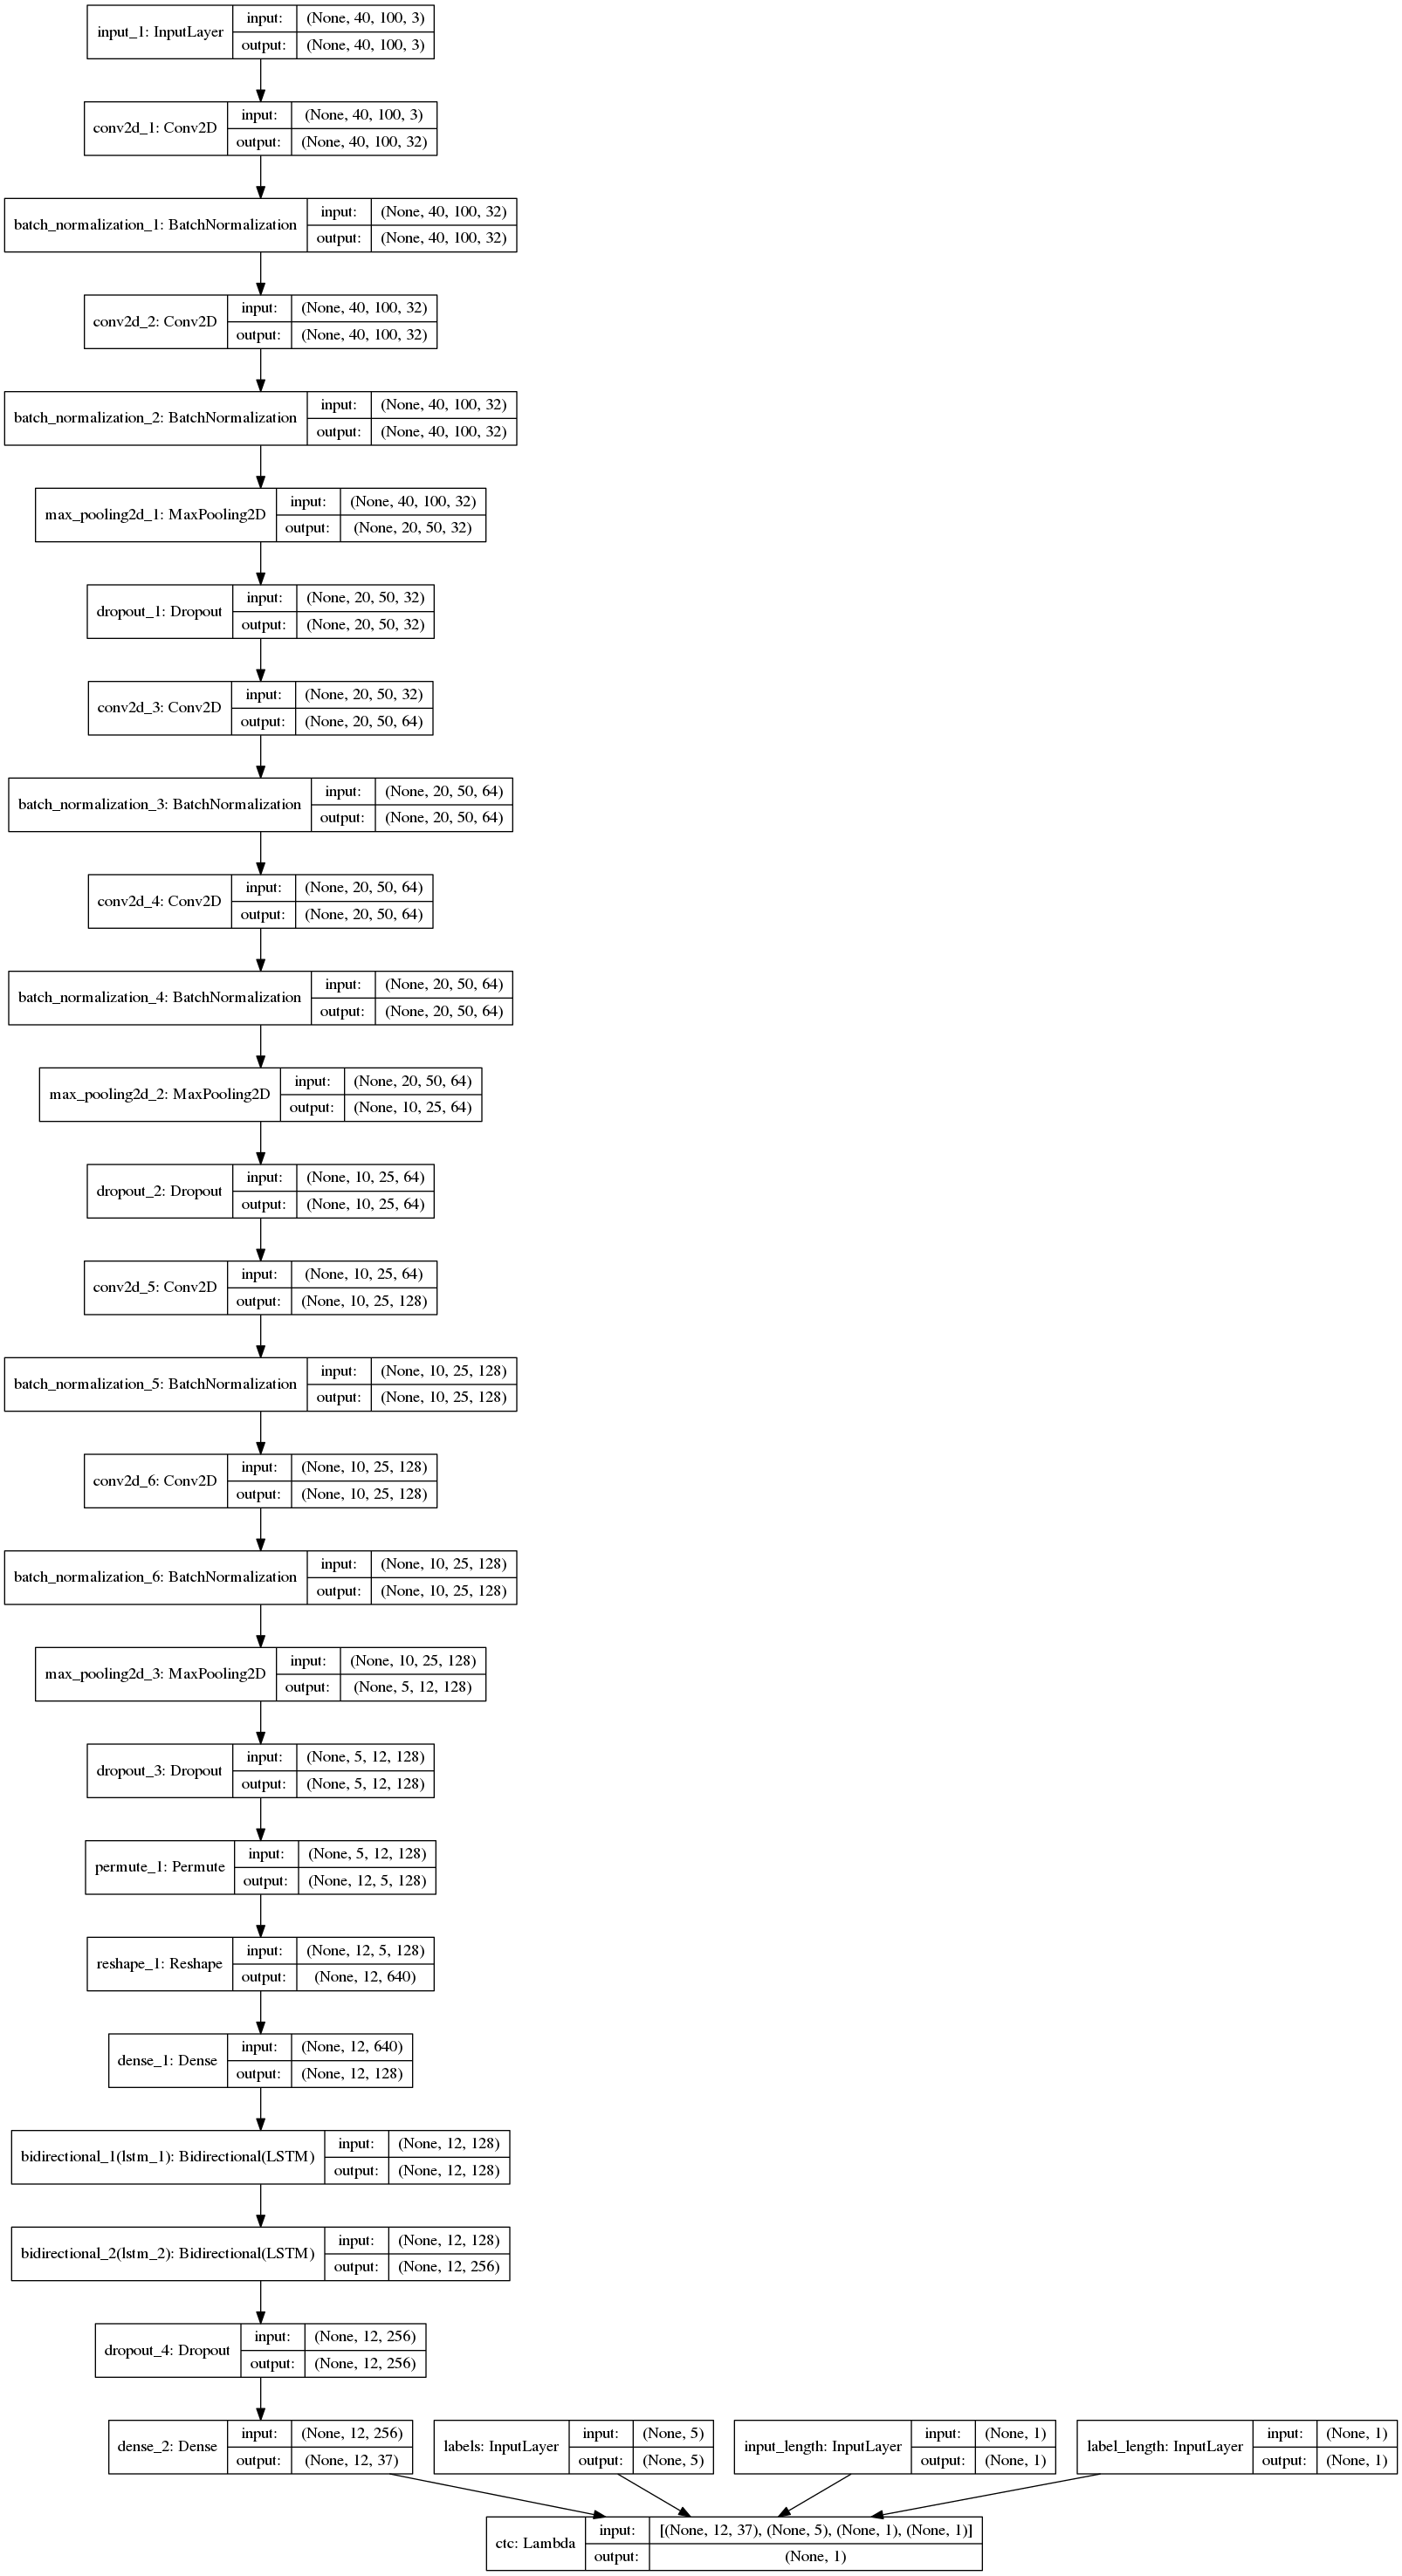 input_1: InputLayer
input: (None, 40, 100, 3)
output: (None, 40, 100, 3)
conv2d_1: Conv2D
input: (None, 40, 100, 3)
output: (None, 40, 100, 32)
batch_normalization_1: BatchNormalization
input: (None, 40, 100, 32)
output: (None, 40, 100, 32)
conv2d_2: Conv2D
input: (None, 40, 100, 32)
output: (None, 40, 100, 32)
batch_normalization_2: BatchNormalization
input: (None, 40, 100, 32)
output: (None, 40, 100, 32)
max_pooling2d_1: MaxPooling2D
input: (None, 40, 100, 32)
output: (None, 20, 50, 32)
dropout_1: Dropout
input: (None, 20, 50, 32)
output: (None, 20, 50, 32)
conv2d_3: Conv2D
input: (None, 20, 50, 32)
output: (None, 20, 50, 64)
batch_normalization_3: BatchNormalization
input: (None, 20, 50, 64)
output: (None, 20, 50, 64)
conv2d_4: Conv2D
input: (None, 20, 50, 64)
output: (None, 20, 50, 64)
batch_normalization_4: BatchNormalization
input: (None, 20, 50, 64)
output: (None, 20, 50, 64)
max_pooling2d_2: MaxPooling2D
input: (None, 20, 50, 64)
output: (None, 10, 25, 64)
dropout_2: Dropout
input: (None, 10, 25, 64)
output: (None, 10, 25, 64)
conv2d_5: Conv2D
input: (None, 10, 25, 64)
output: (None, 10, 25, 128)
batch_normalization_5: BatchNormalization
input: (None, 10, 25, 128)
output: (None, 10, 25, 128)
conv2d_6: Conv2D
input: (None, 10, 25, 128)
output: (None, 10, 25, 128)
batch_normalization_6: BatchNormalization
input: (None, 10, 25, 128)
output: (None, 10, 25, 128)
max_pooling2d_3: MaxPooling2D
input: (None, 10, 25, 128)
output: (None, 5, 12, 128)
dropout_3: Dropout
input: (None, 5, 12, 128)
output: (None, 5, 12, 128)
permute_1: Permute
input: (None, 5, 12, 128)
output: (None, 12, 5, 128)
reshape_1: Reshape
input: (None, 12, 5, 128)
output: (None, 12, 640)
dense_1: Dense
input: (None, 12, 640)
output: (None, 12, 128)
bidirectional_1(lstm_1): Bidirectional(LSTM)
input: (None, 12, 128)
output: (None, 12, 128)
bidirectional_2(lstm_2): Bidirectional(LSTM)
input: (None, 12, 128)
output: (None, 12, 256)
dropout_4: Dropout
input: (None, 12, 256)
output: (None, 12, 256)
dense_2: Dense
input: (None, 12, 256)
output: (None, 12, 37)
labels: InputLayer
input: (None, 5)
output: (None, 5)
input_length: InputLayer
input: (None, 1)
output: (None, 1)
label_length: InputLayer
input: (None, 1)
output: (None, 1)
ctc: Lambda
input: [(None, 12, 37), (None, 5), (None, 1), (None, 1)]
output: (None, 1)